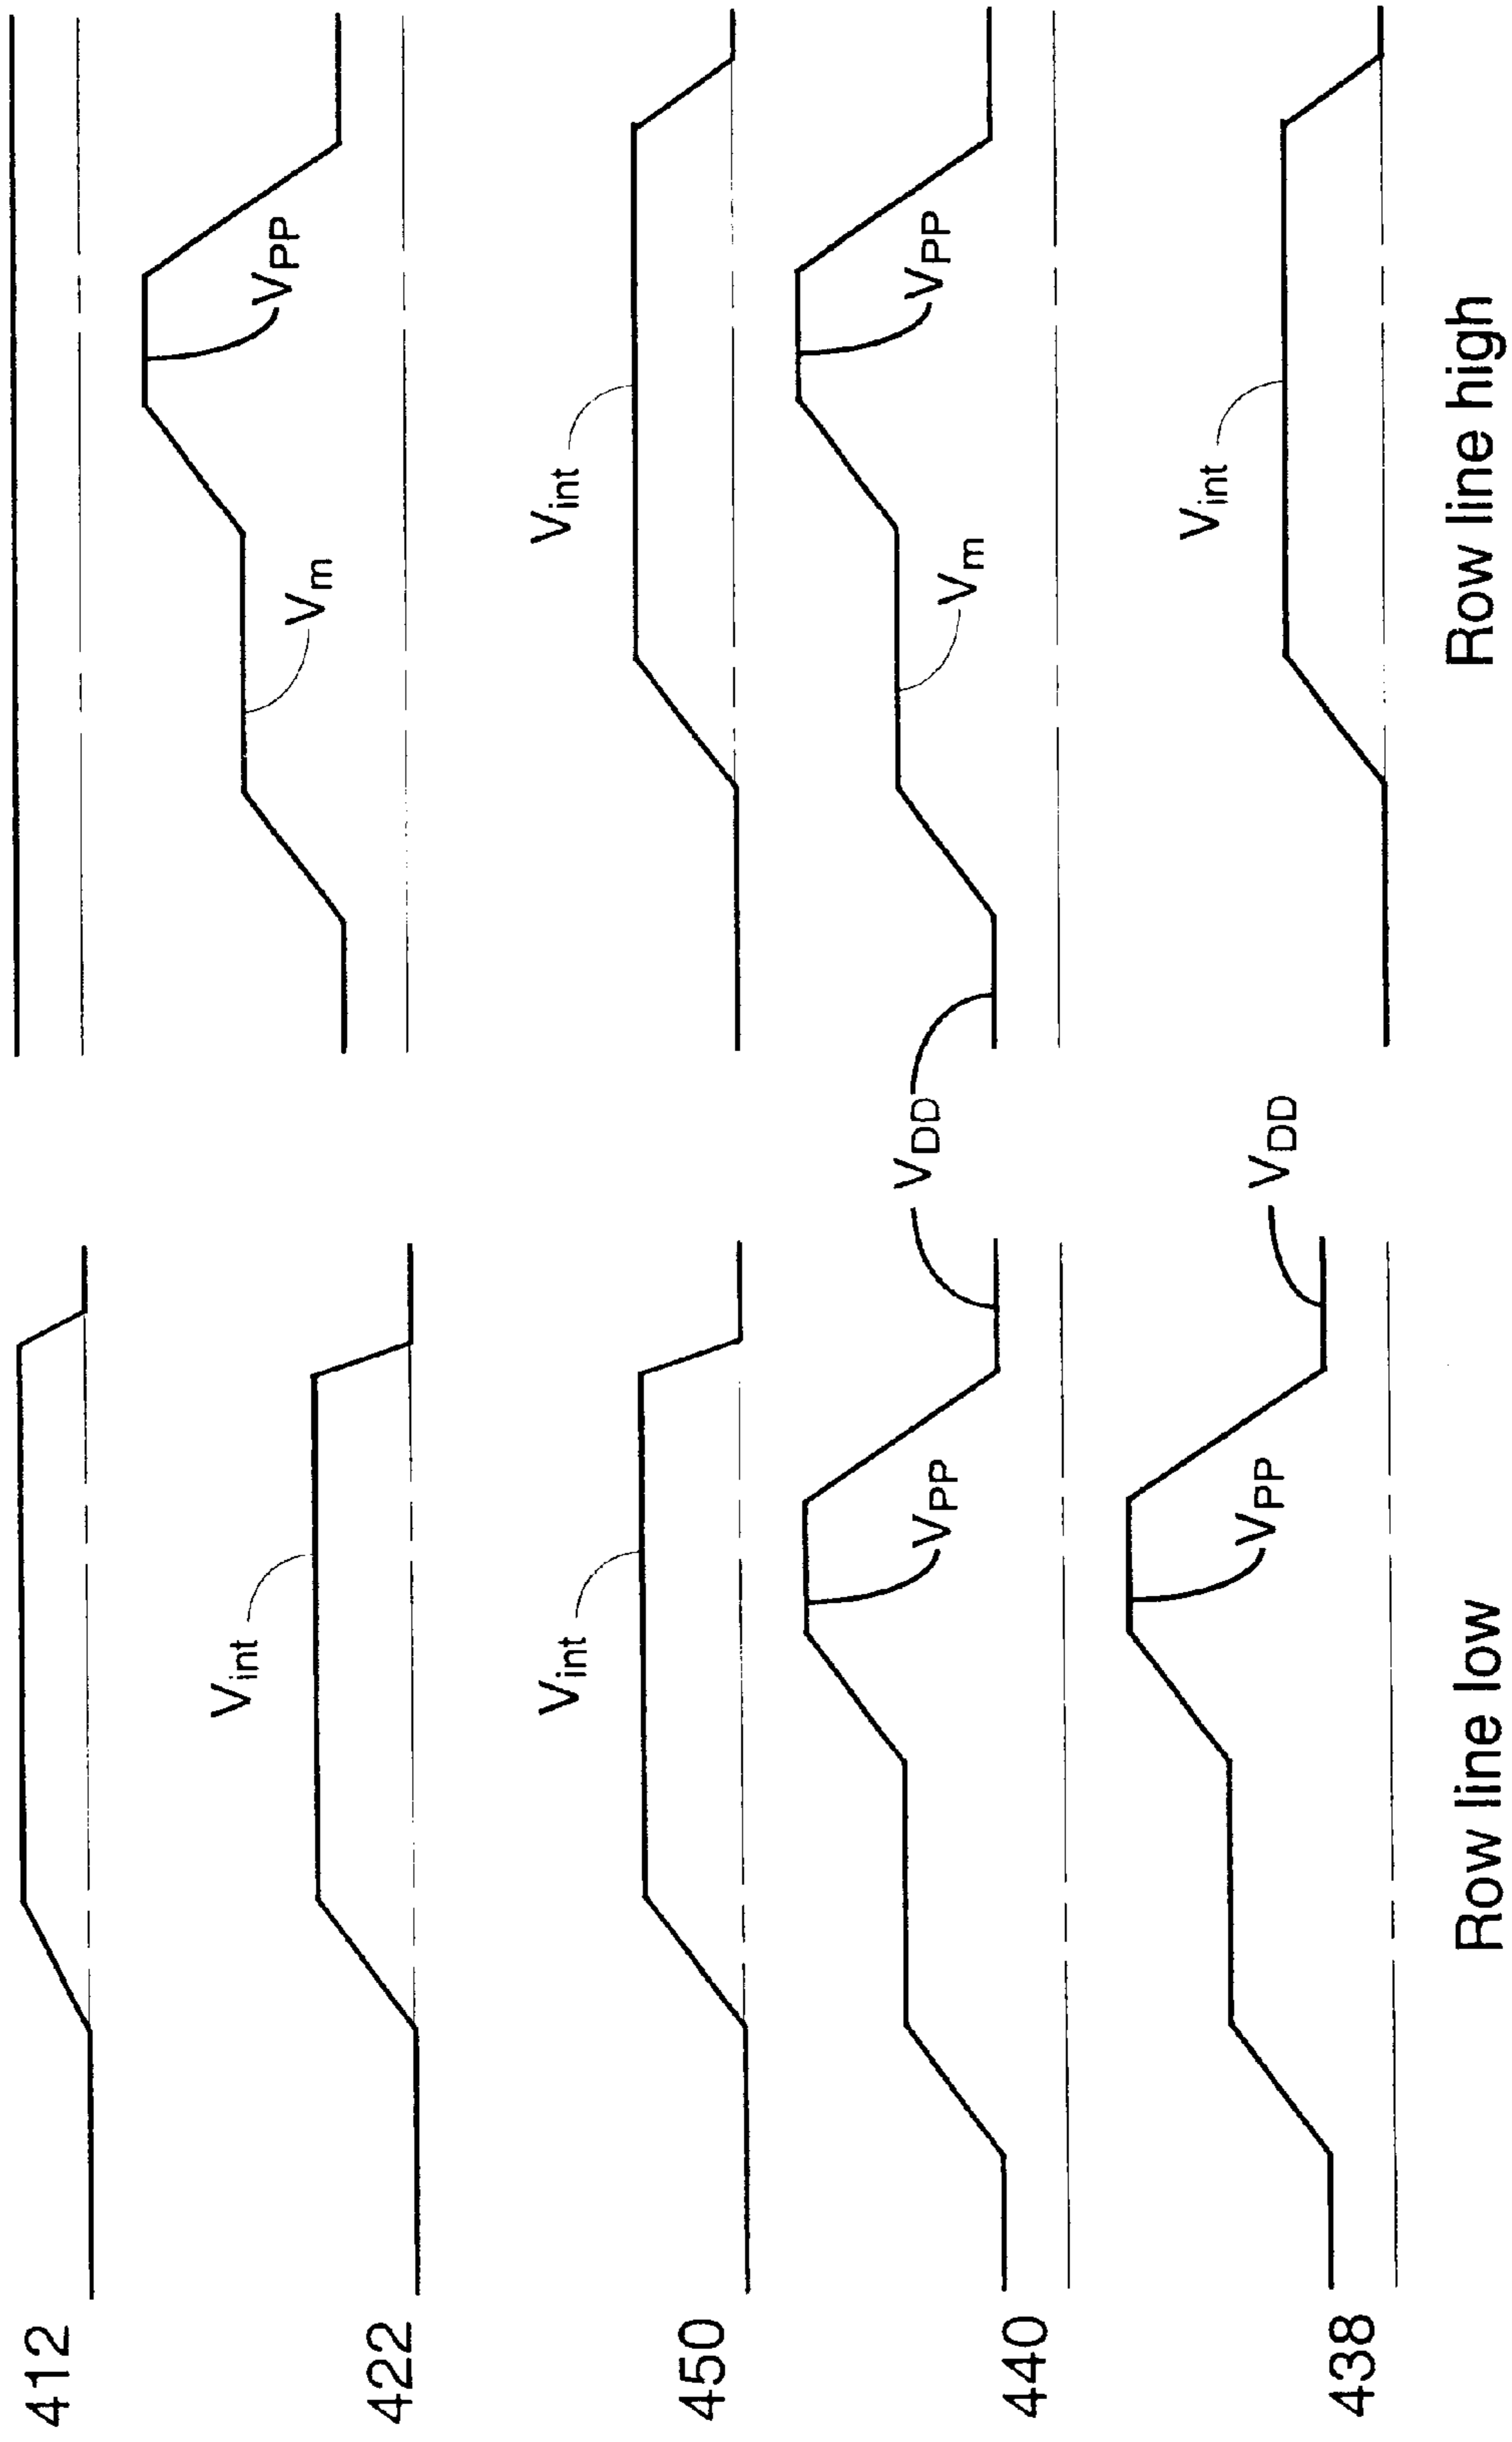 412
422 Vint Vm VPP
450 Vint Vint
440 VPP VDD Vm VPP
438 VPP VDD Vint
Row line low Row line high